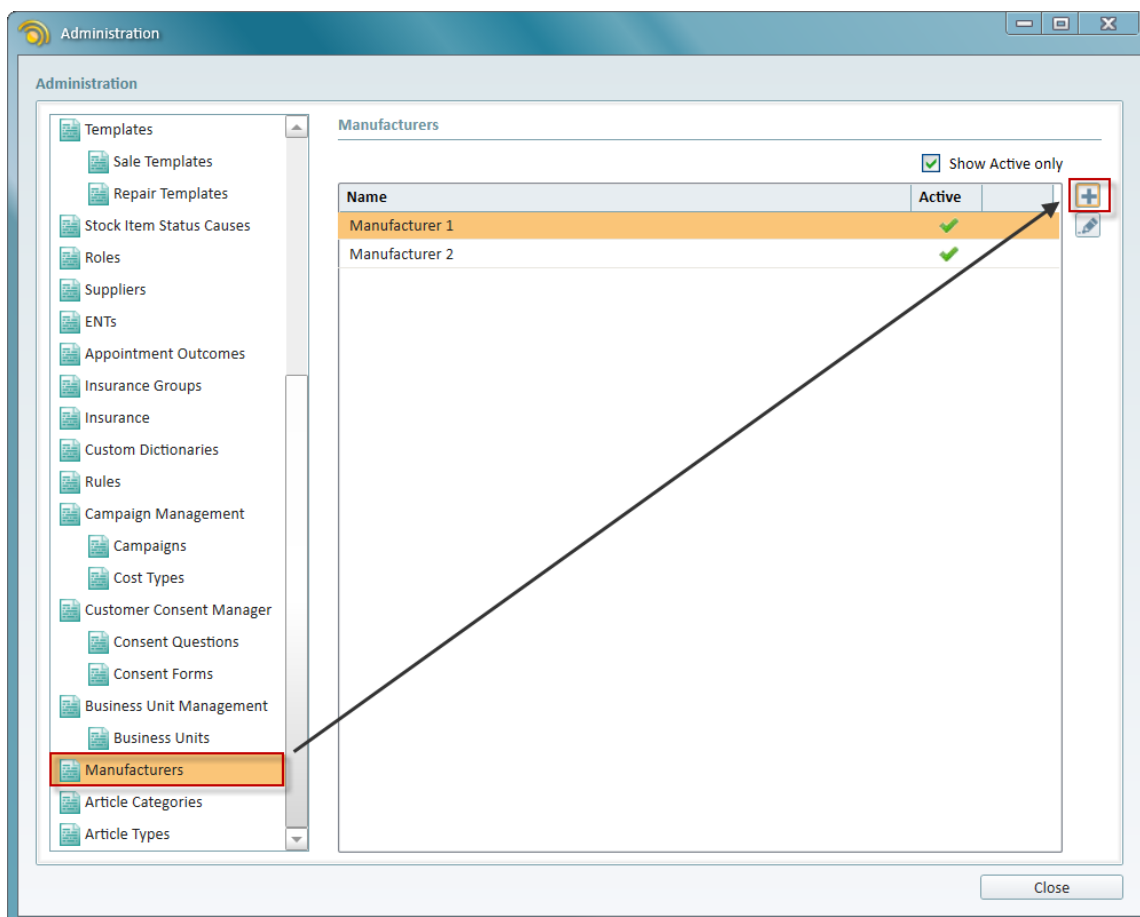 Administration
Administration
Templates
Sale Templates
Repair Templates
Stock Item Status Causes
Roles
Suppliers
ENTs
Appointment Outcomes
Insurance Groups
Insurance
Custom Dictionaries
Rules
Campaign Management
Campaigns
Cost Types
Customer Consent Manager
Consent Questions
Consent Forms
Business Unit Management
Business Units
Manufacturers
Article Categories
Article Types
Manufacturers
Show Active only
Name Active
Manufacturer 1
Manufacturer 2
Close